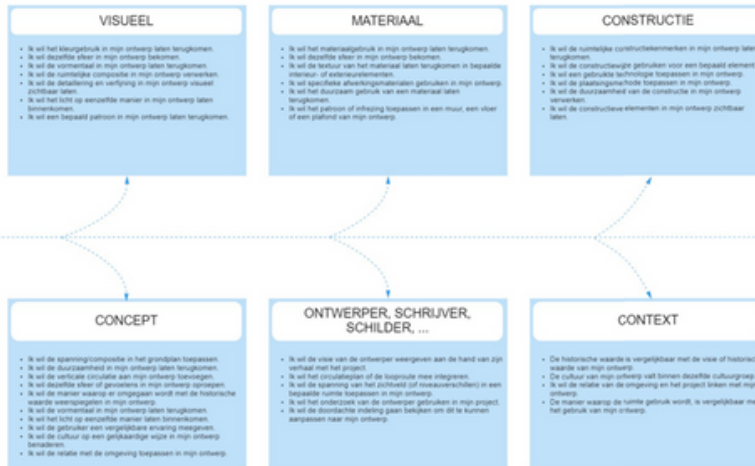 VISUEEL
Ik wil het kleurgebruik in mijn ontwerp laten terugkomen.
Ik wil dezelfde sfeer in mijn ontwerp bekomen.
Ik wil de vormentaal in mijn ontwerp laten terugkomen.
Ik wil de ruimtelijke compositie in mijn ontwerp verwerken.
Ik wil de detaillering en verfijning in mijn ontwerp visueel
zichtbaar laten.
Ik wil het licht op eenzelfde manier in mijn ontwerp laten
binnenkomen.
Ik wil een bepaald patroon in mijn ontwerp laten terugkomen.
MATERIAAL
Ik wil het materiaalgebruik in mijn ontwerp laten terugkomen.
Ik wil dezelfde sfeer in mijn ontwerp bekomen.
Ik wil de textuur van het materiaal laten terugkomen in bepaalde
interieur- of exterieurelementen.
Ik wil specifieke afwerkingsmaterialen gebruiken in mijn ontwerp.
Ik wil het duurzaam gebruik van een materiaal laten
terugkomen.
Ik wil het patroon of infrezing toepassen in een muur, een vloer
of een plafond van mijn ontwerp.
CONSTRUCTIE
Ik wil de ruimtelijke constructiekenmerken in mijn ontwerp laten
terugkomen.
Ik wil de constructiewijze gebruiken voor een bepaald element
Ik wil een gebruikte technologie toepassen in mijn ontwerp.
Ik wil de plaatsingsmethode toepassen in mijn ontwerp.
Ik wil de duurzaamheid van de constructie in mijn ontwerp
verwerken.
Ik wil de constructieve elementen in mijn ontwerp zichtbaar
laten.
CONCEPT
Ik wil de spanning/compositie in het grondplan toepassen.
Ik wil de duurzaamheid in mijn ontwerp laten terugkomen.
Ik wil de verticale circulatie aan mijn ontwerp toevoegen.
Ik wil dezelfde sfeer of gevoelens in mijn ontwerp oproepen.
Ik wil de manier waarop er omgegaan wordt met de historische
waarde weerspiegelen in mijn ontwerp.
Ik wil de vormentaal in mijn ontwerp laten terugkomen.
Ik wil het licht op eenzelfde manier laten binnenkomen.
Ik wil de gebruiker een vergelijkbare ervaring meegeven.
Ik wil de cultuur op een gelijkaardige wijze in mijn ontwerp
benaderen.
Ik wil de relatie met de omgeving toepassen in mijn ontwerp.
ONTWERPER, SCHRIJVER,
SCHILDER, ...
Ik wil de visie van de ontwerper weergeven aan de hand van zijn
verhaal met het project.
Ik wil het circulatieplan of de looproute mee integreren.
Ik wil de spanning van het zichtveld (of niveauverschillen) in een
bepaalde ruimte toepassen in mijn ontwerp.
Ik wil het onderzoek van de ontwerper gebruiken in mijn project.
Ik wil de doordachte indeling gaan bekijken om dit te kunnen
aanpassen naar mijn ontwerp.
CONTEXT
De historische waarde is vergelijkbaar met de visie of historisch
waarde van mijn ontwerp.
De cultuur van mijn ontwerp valt binnen dezelfde cultuurgroep
Ik wil de relatie van de omgeving en het project linken met mijn
ontwerp.
De manier waarop de ruimte gebruik wordt, is vergelijkbaar me
het gebruik van mijn ontwerp.